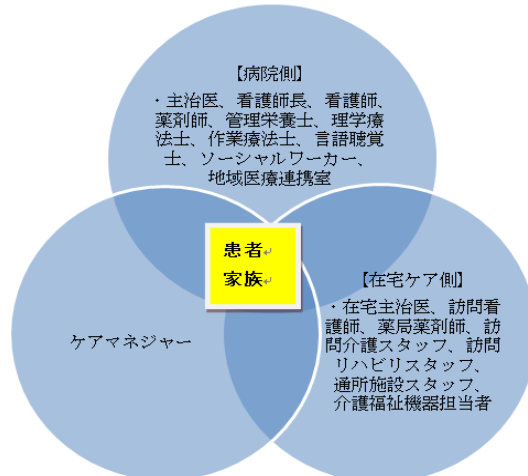 【病院側】
・主治医、看護師長、看護師、
薬剤師、管理栄養士、理学療
法士、作業療法士、言語聴覚
士、ソーシャルワーカー、
地域医療連携室
患者
家族
【在宅ケア側】
・在宅主治医、訪問看
護師、薬局薬剤師、訪
問介護スタッフ、訪問
リハビリスタッフ、
通所施設スタッフ、
介護福祉機器担当者
ケアマネジャー